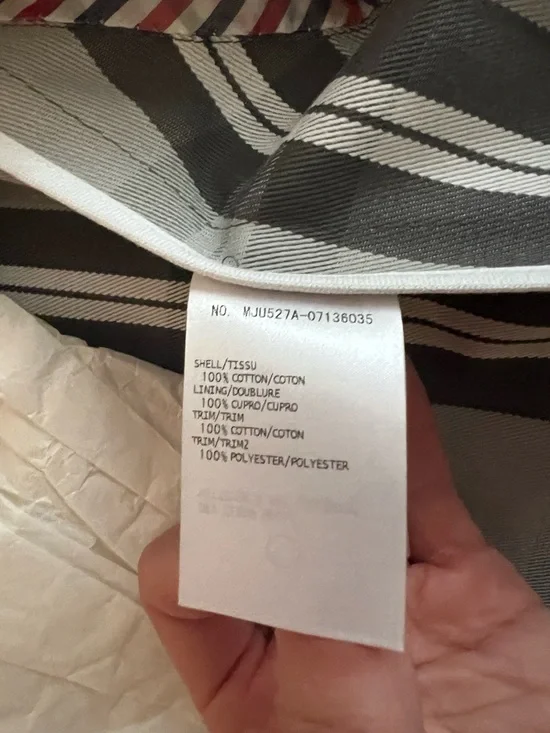 NO. MJU527A-07136035
SHELL/TISSU
100% COTTON/COTON
LINING/DOUBLURE
100% CUPRO/CUPRO
TRIM/TRIM
100% COTTON/COTON
TRIM/TRIM2
100% POLYESTER/POLYESTER